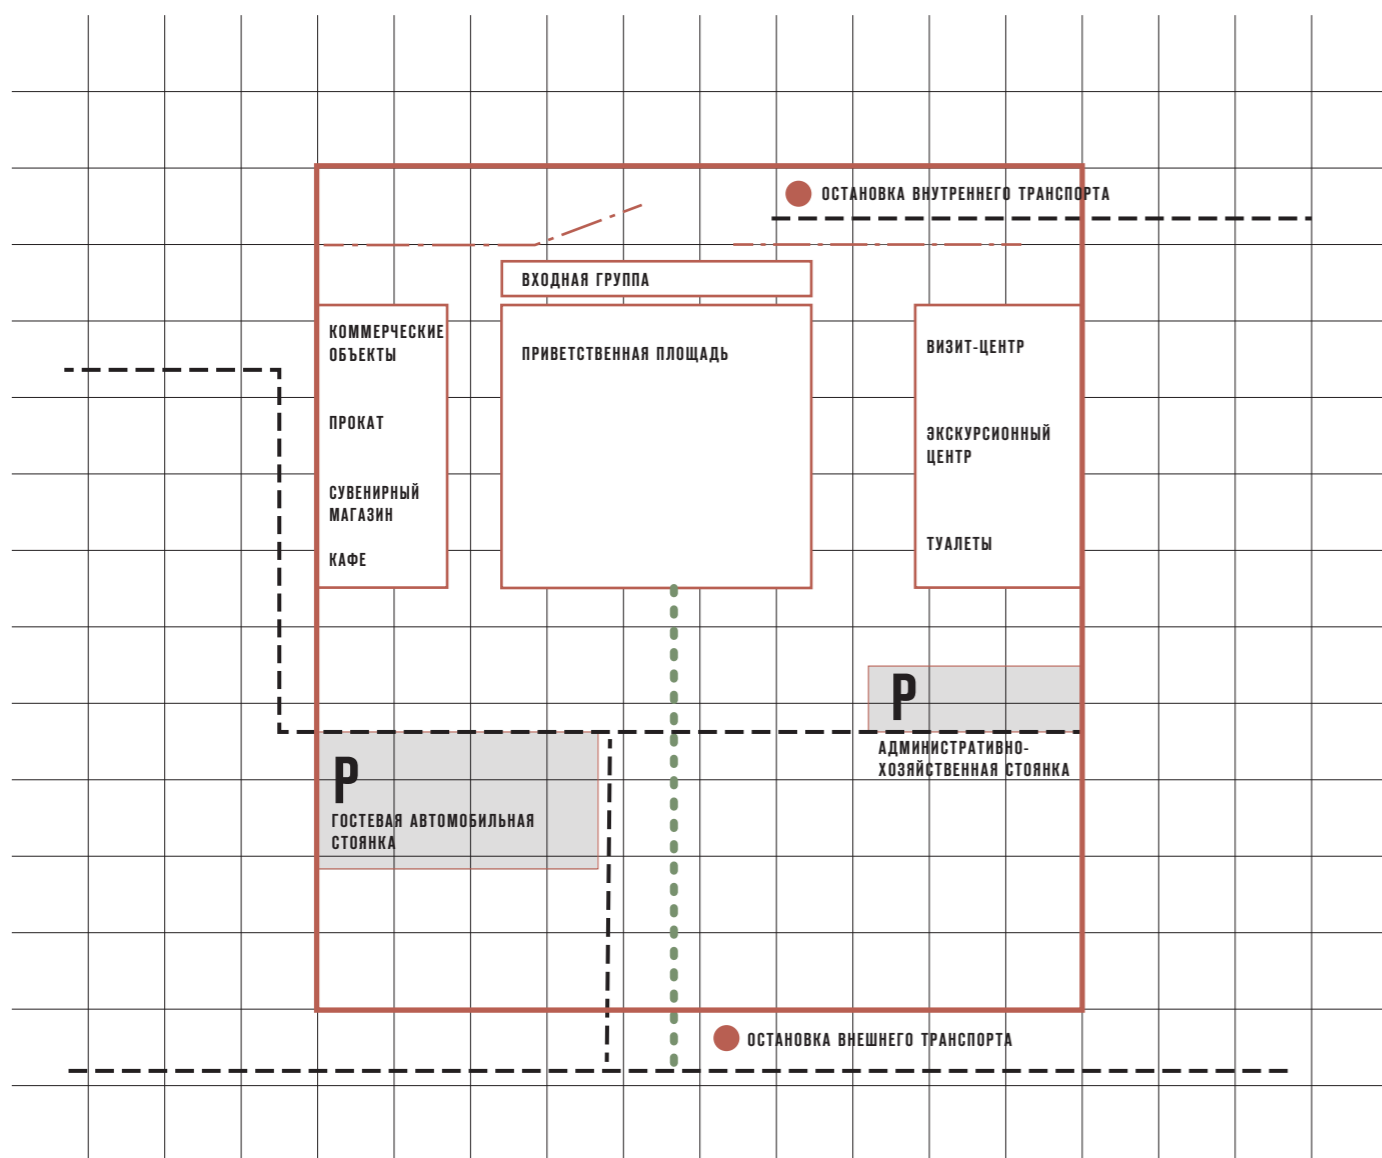 ОСТАНОВКА ВНУТРЕННЕГО ТРАНСПОРТА
ВХОДНАЯ ГРУППА
КОММЕРЧЕСКИЕ
ОБЪЕКТЫ
ПРОКАТ
СУВЕНИРНЫЙ
МАГАЗИН
КАФЕ
ПРИВЕТСТВЕННАЯ ПЛОЩАДЬ
ВИЗИТ-ЦЕНТР
ЭКСКУРСИОННЫЙ
ЦЕНТР
ТУАЛЕТЫ
P
АДМИНИСТРАТИВНО-
ХОЗЯЙСТВЕННАЯ СТОЯНКА
P
ГОСТЕВАЯ АВТОМОБИЛЬНАЯ
СТОЯНКА
ОСТАНОВКА ВНЕШНЕГО ТРАНСПОРТА